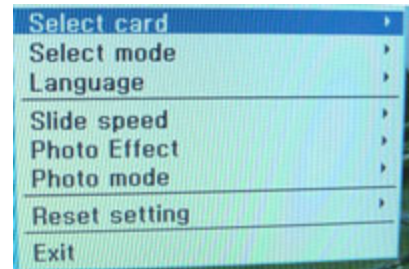 Select card
Select mode
Language
Slide speed
Photo Effect
Photo mode
Reset setting
Exit